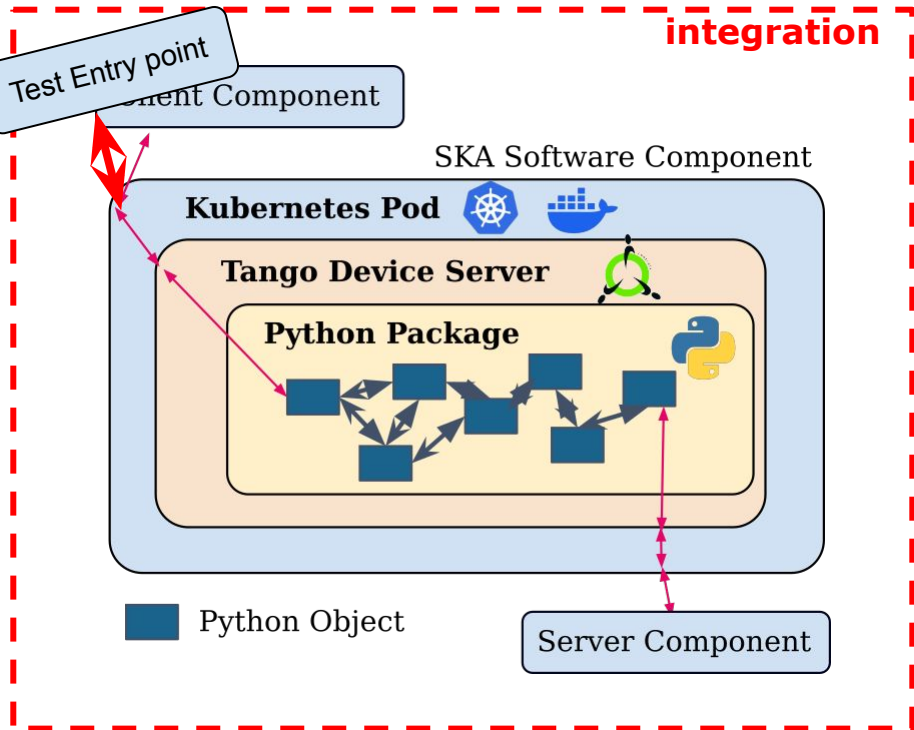 integration
Test Entry point
Component
SKA Software Component
Kubernetes Pod
Tango Device Server
Python Package
Python Object
Server Component